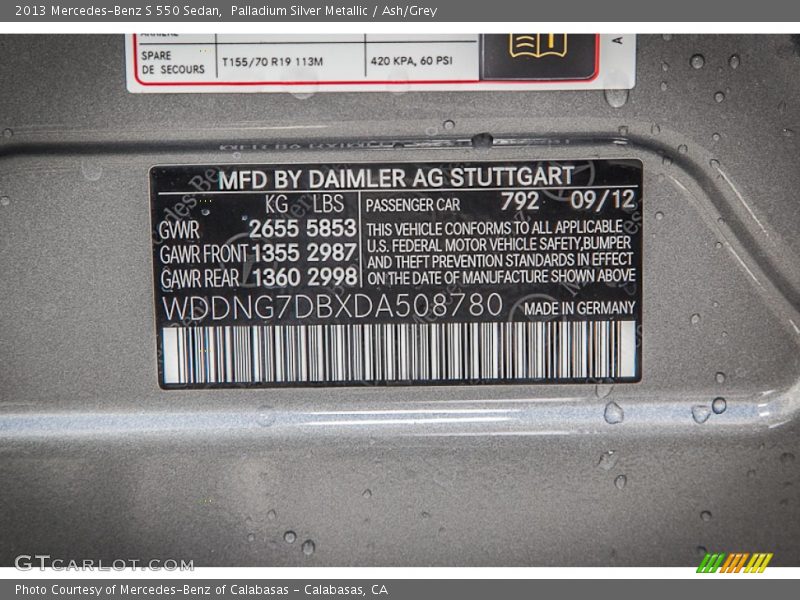 2013 Mercedes-Benz S 550 Sedan,  Palladium Silver Metallic / Ash/Grey
SPARE
DE SECOURS
T155/70 R19 113M
420 KPA, 60 PSI
A
MFD BY DAIMLER AG STUTTGART
KG LBS
GWWR 2655 5853
GAWR FRONT 1355 2987
GAWR REAR 1360 2998
PASSENGER CAR 792 09/12
THIS VEHICLE CONFORMS TO ALL APPLICABLE
U.S. FEDERAL MOTOR VEHICLE SAFETY,BUMPER
AND THEFT PREVENTION STANDARDS IN EFFECT
ON THE DATE OF MANUFACTURE SHOWN ABOVE
WDDNG7DBXDA508780 MADE IN GERMANY
GTCARLOT.COM
Photo Courtesy of Mercedes-Benz of Calabasas - Calabasas, CA